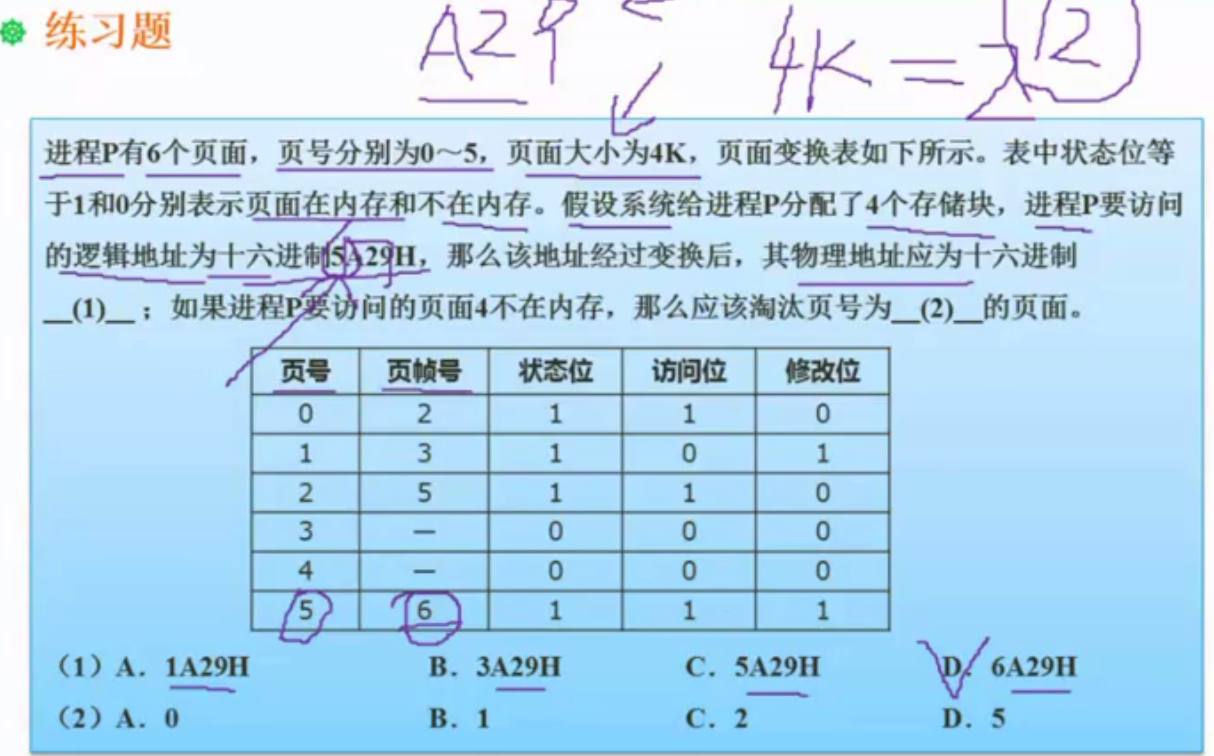 练习题
A29
4K=2 12
进程P有6个页面，页号分别为0～5，页面大小为4K，页面变换表如下所示。表中状态位等
于1和0分别表示页面在内存和不在内存。假设系统给进程P分配了4个存储块，进程P要访问
的逻辑地址为十六进制5A29H，那么该地址经过变换后，其物理地址应为十六进制
__(1)__；如果进程P要访问的页面4不在内存，那么应该淘汰页号为__(2)__的页面。
页号 页帧号 状态位 访问位 修改位
0 2 1 1 0
1 3 1 0 1
2 5 1 1 0
3 — 0 0 0
4 — 0 0 0
5 6 1 1 1
（1）A．1A29H B．3A29H C．5A29H D．6A29H
（2）A．0 B．1 C．2 D．5